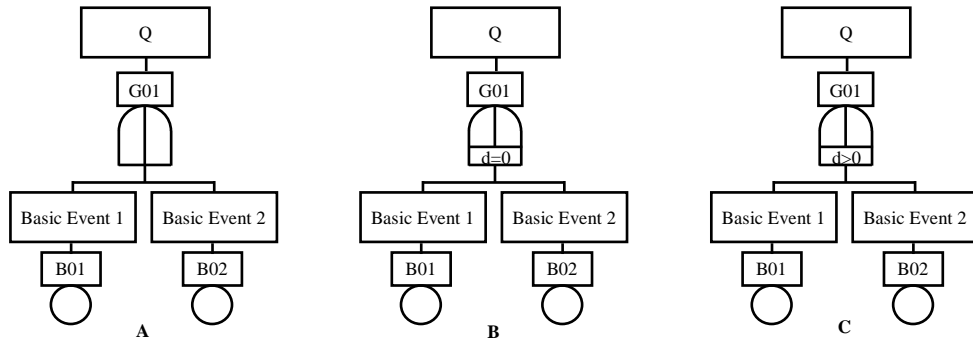 Q
G01
Basic Event 1
Basic Event 2
B01
B02
A
Q
G01
d=0
Basic Event 1
Basic Event 2
B01
B02
B
Q
G01
d>0
Basic Event 1
Basic Event 2
B01
B02
C